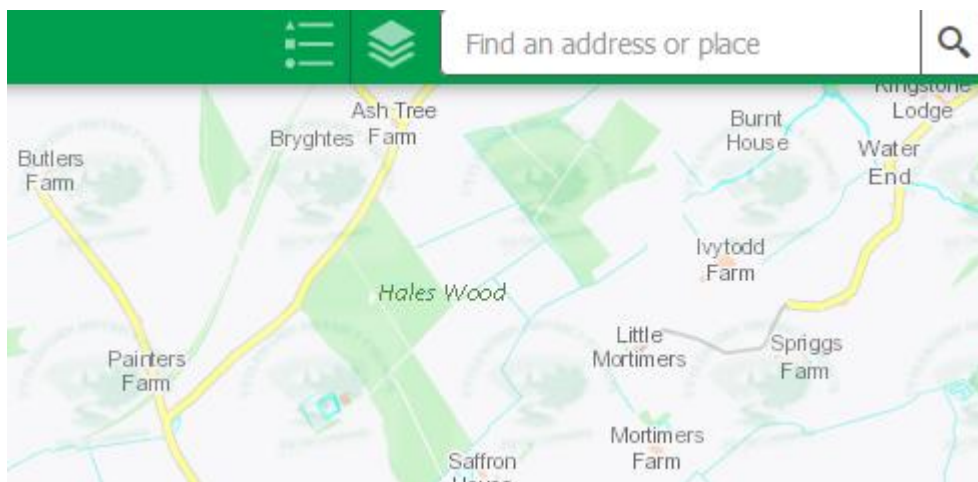 Find an address or place
Kingstone
Lodge
Ash Tree
Farm
Bryghtes
Burnt
House
Water
End
Butlers
Farm
Ivytodd
Farm
Hales Wood
Little
Mortimers
Spriggs
Farm
Painters
Farm
Mortimers
Farm
Saffron